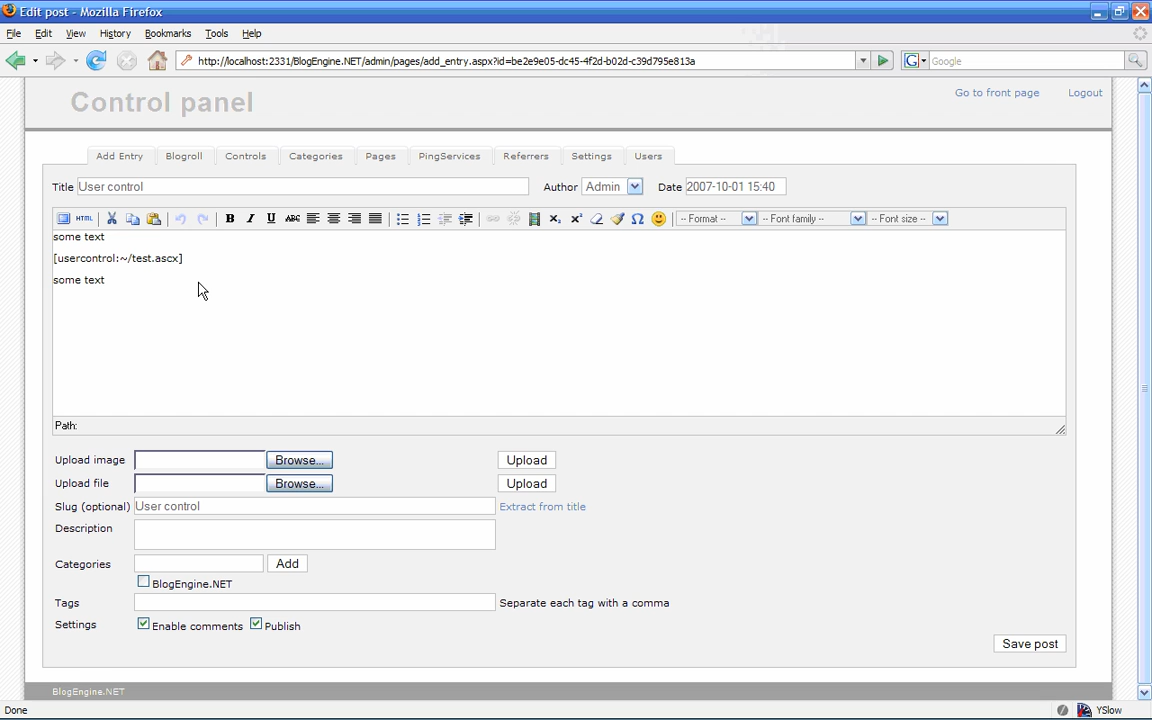 Edit post - Mozilla Firefox
File Edit View History Bookmarks Tools Help
http://localhost:2331/BlogEngine.NET/admin/pages/add_entry.aspx?id=be2e9e05-dc45-4f2d-b02d-c39d795e813a
G Google
Control panel
Go to front page Logout
Add Entry Blogroll Controls Categories Pages PingServices Referrers Settings Users
Title User control Author Admin Date 2007-10-01 15:40
HTML B I U ABC x₂ x² Ω -- Format -- -- Font family -- -- Font size --
some text
[usercontrol:~/test.ascx]
some text
Path:
Upload image Browse... Upload
Upload file Browse... Upload
Slug (optional) User control Extract from title
Description
Categories Add
BlogEngine.NET
Tags Separate each tag with a comma
Settings Enable comments Publish
Save post
BlogEngine.NET
Done YSlow